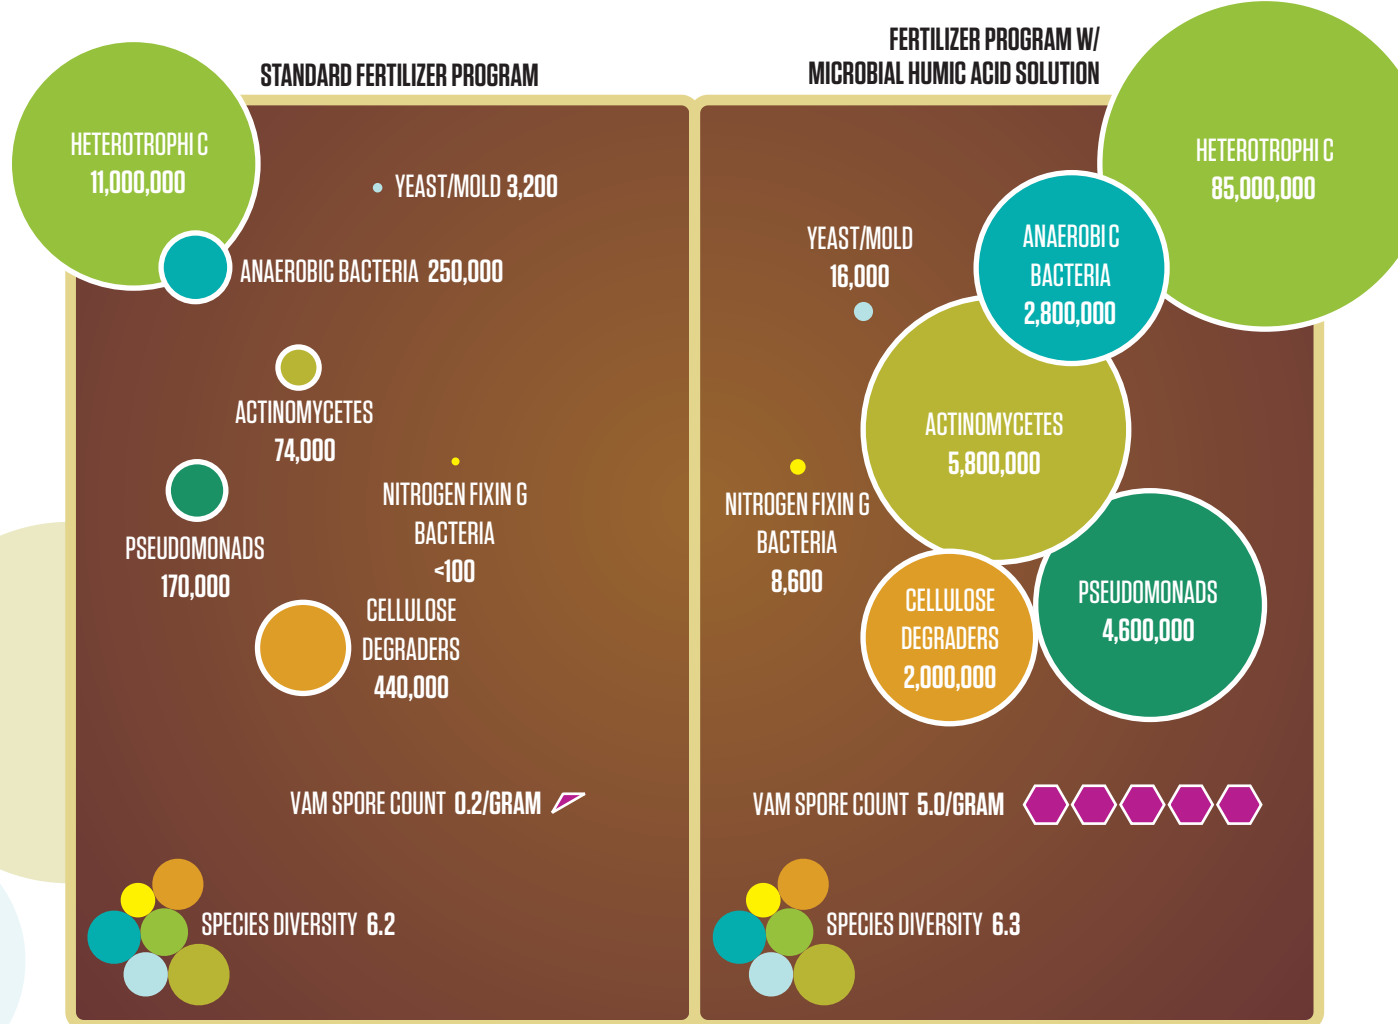 STANDARD FERTILIZER PROGRAM
HETEROTROPHI C
11,000,000
YEAST/MOLD 3,200
ANAEROBIC BACTERIA 250,000
ACTINOMYCETES
74,000
PSEUDOMONADS
170,000
NITROGEN FIXIN G
BACTERIA
<100
CELLULOSE
DEGRADERS
440,000
VAM SPORE COUNT 0.2/GRAM
SPECIES DIVERSITY 6.2
FERTILIZER PROGRAM W/
MICROBIAL HUMIC ACID SOLUTION
HETEROTROPHI C
85,000,000
ANAEROBI C
BACTERIA
2,800,000
YEAST/MOLD
16,000
ACTINOMYCETES
5,800,000
NITROGEN FIXIN G
BACTERIA
8,600
CELLULOSE
DEGRADERS
2,000,000
PSEUDOMONADS
4,600,000
VAM SPORE COUNT 5.0/GRAM
SPECIES DIVERSITY 6.3